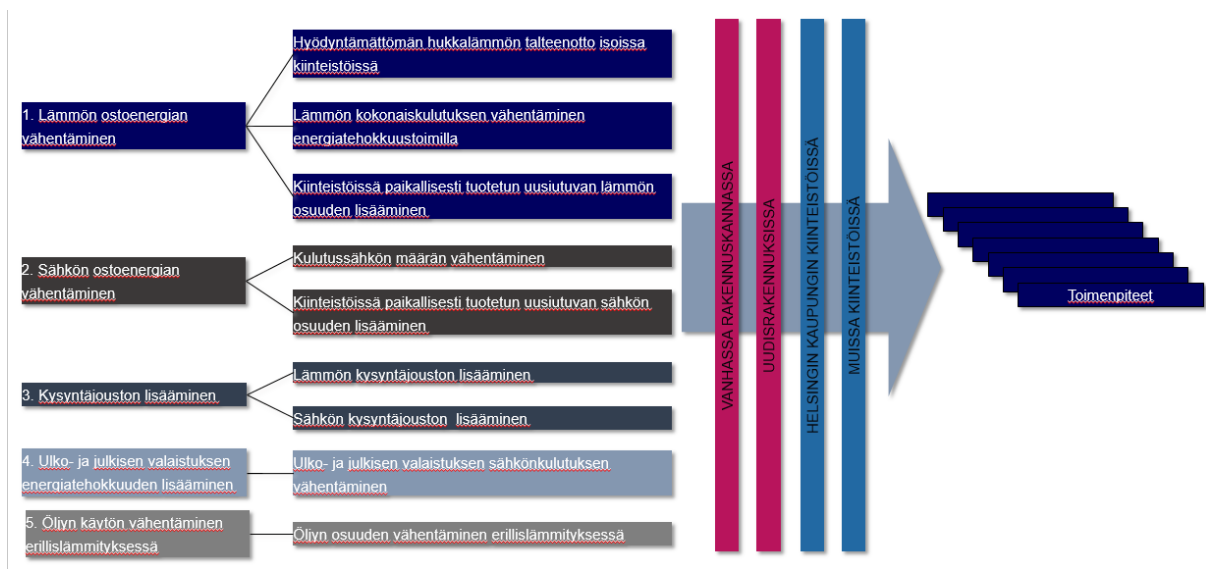 1. Lämmön ostoenergian
vähentäminen
Hyödyntämättömän hukkalämmön talteenotto isoissa
kiinteistöissä
Lämmön kokonaiskulutuksen vähentäminen
energiatehokkuustoimilla
Kiinteistöissä paikallisesti tuotetun uusiutuvan lämmön
osuuden lisääminen
2. Sähkön ostoenergian
vähentäminen
Kulutussähkön määrän vähentäminen
Kiinteistöissä paikallisesti tuotetun uusiutuvan sähkön
osuuden lisääminen
3. Kysyntäjouston lisääminen
Lämmön kysyntäjouston lisääminen
Sähkön kysyntäjouston lisääminen
4. Ulko- ja julkisen valaistuksen
energiatehokkuuden lisääminen
Ulko- ja julkisen valaistuksen sähkönkulutuksen
vähentäminen
5. Öljyn käytön vähentäminen
erillislämmityksessä
Öljyn osuuden vähentäminen erillislämmityksessä
VANHASSA RAKENNUSKANNASSA
UUDISRAKENNUKSISSA
HELSINGIN KAUPUNGIN KIINTEISTÖISSÄ
MUISSA KIINTEISTÖISSÄ
Toimenpiteet